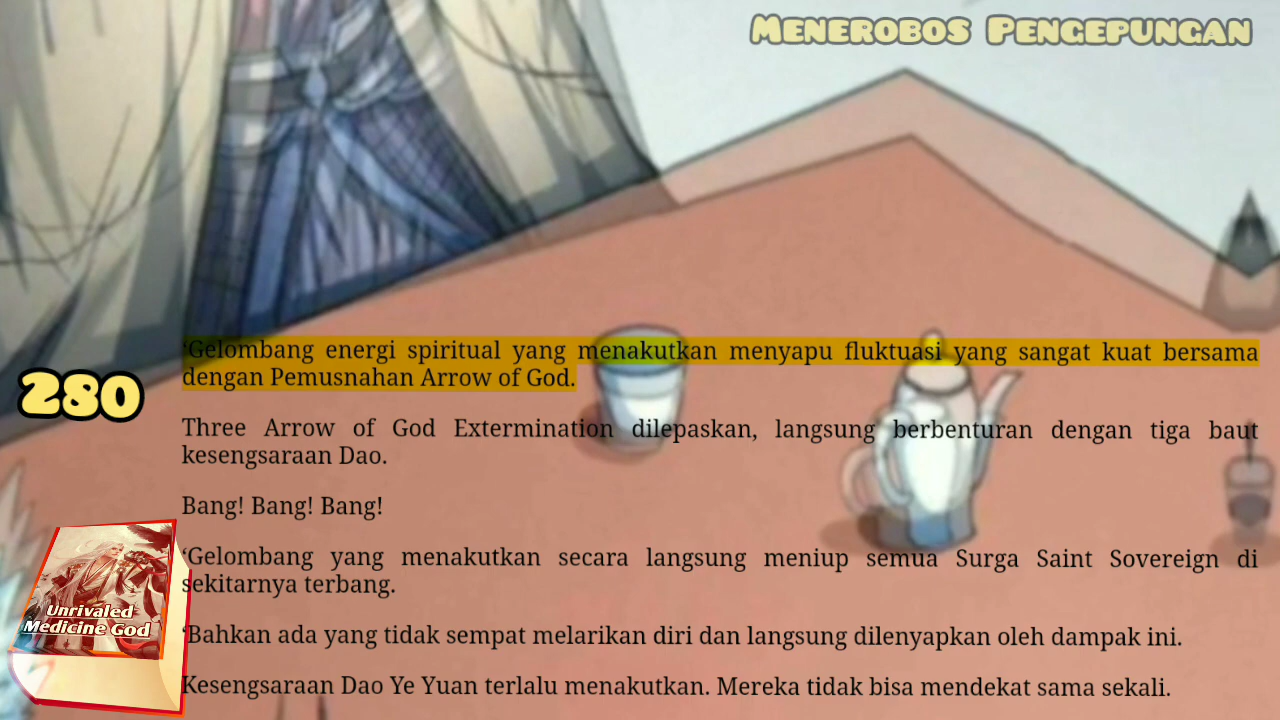 Menerobos Pengepungan
‘Gelombang energi spiritual yang menakutkan menyapu fluktuasi yang sangat kuat bersama
dengan Pemusnahan Arrow of God.
280
Three Arrow of God Extermination dilepaskan, langsung berbenturan dengan tiga baut
kesengsaraan Dao.
Bang! Bang! Bang!
‘Gelombang yang menakutkan secara langsung meniup semua Surga Saint Sovereign di
sekitarnya terbang.
‘Bahkan ada yang tidak sempat melarikan diri dan langsung dilenyapkan oleh dampak ini.
Kesengsaraan Dao Ye Yuan terlalu menakutkan. Mereka tidak bisa mendekat sama sekali.
Unrivaled
Medicine God